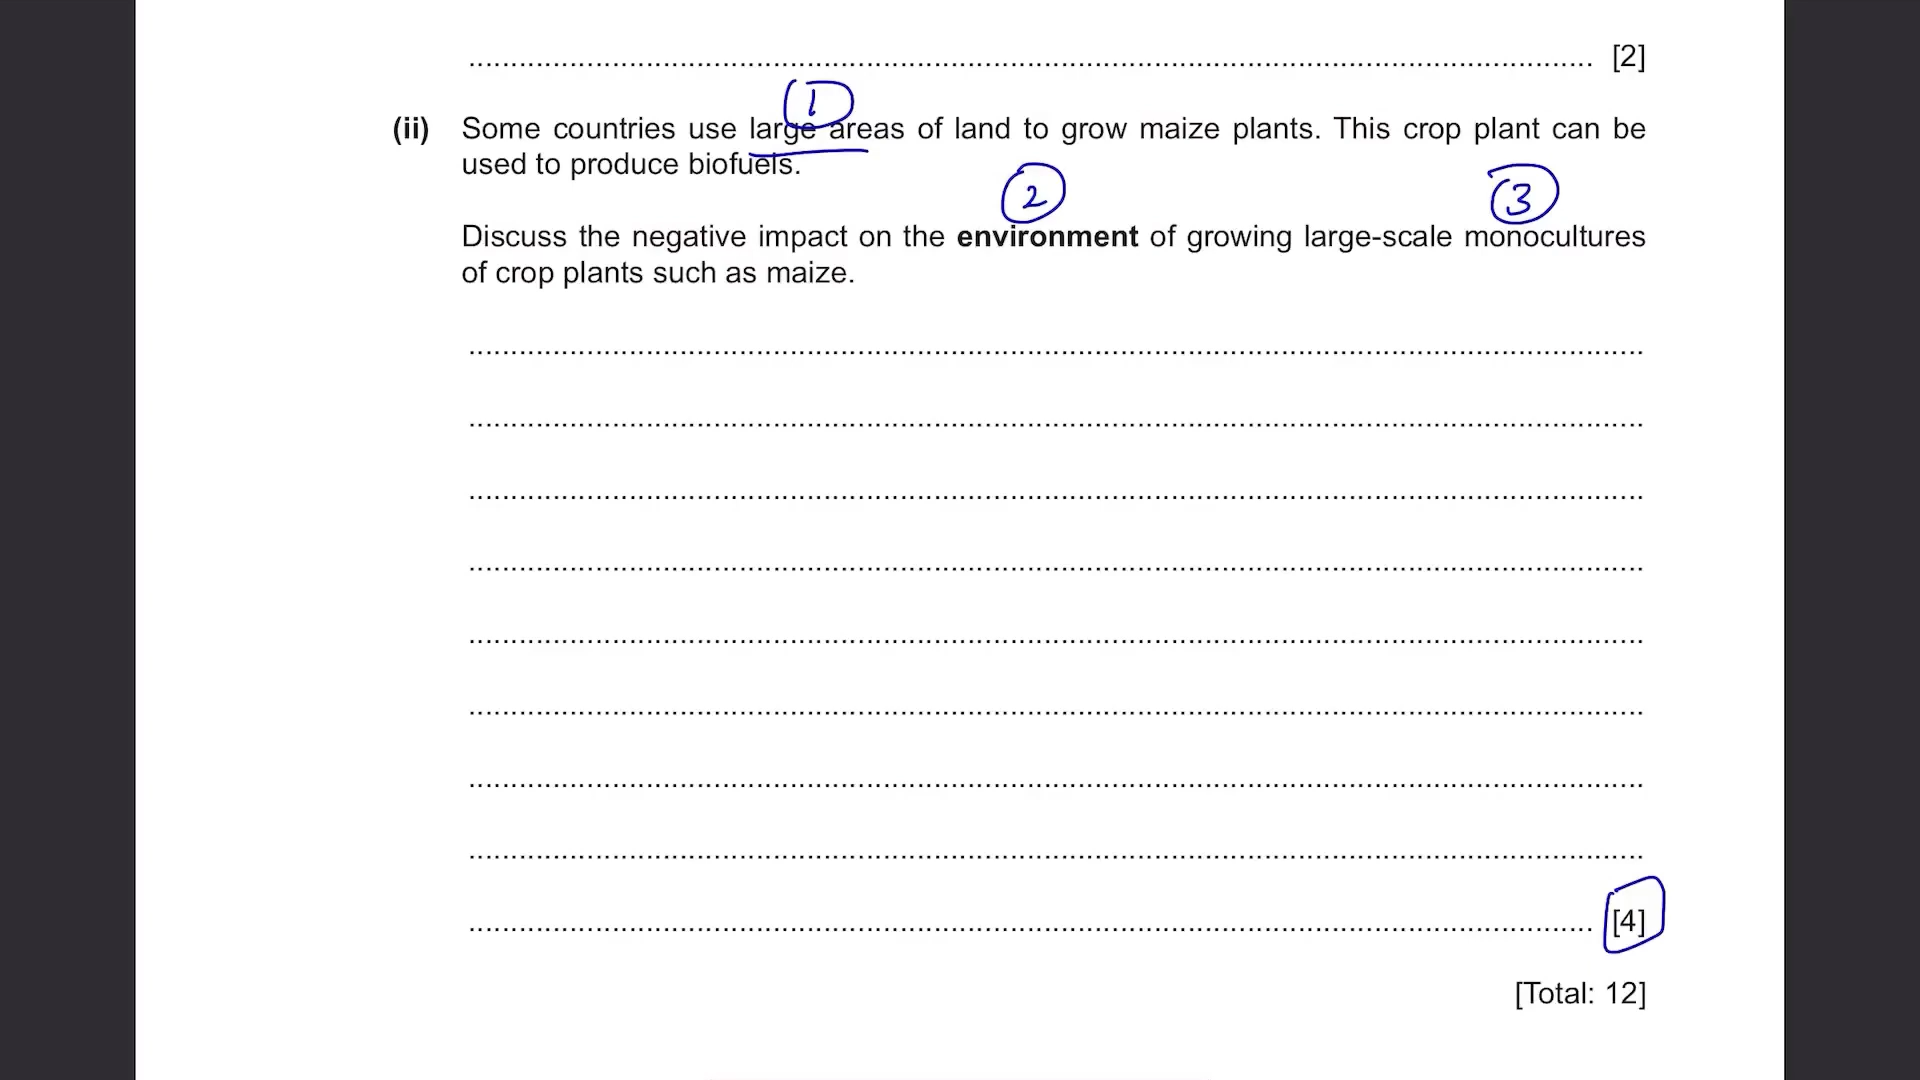 [2]
1
(ii) Some countries use large areas of land to grow maize plants. This crop plant can be
used to produce biofuels.
2 3
Discuss the negative impact on the environment of growing large-scale monocultures
of crop plants such as maize.
[4]
[Total: 12]